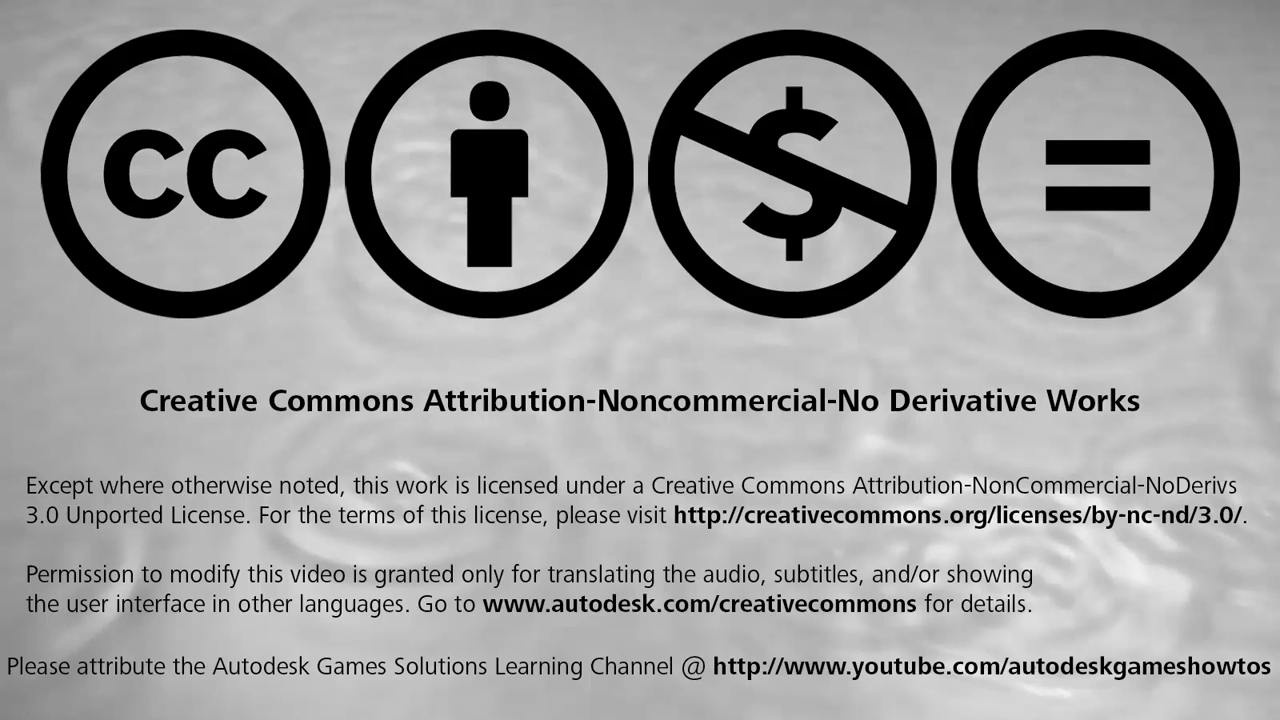 cc $ =
Creative Commons Attribution-Noncommercial-No Derivative Works
Except where otherwise noted, this work is licensed under a Creative Commons Attribution-NonCommercial-NoDerivs
3.0 Unported License. For the terms of this license, please visit http://creativecommons.org/licenses/by-nc-nd/3.0/.
Permission to modify this video is granted only for translating the audio, subtitles, and/or showing
the user interface in other languages. Go to www.autodesk.com/creativecommons for details.
Please attribute the Autodesk Games Solutions Learning Channel @ http://www.youtube.com/autodeskgameshowtos